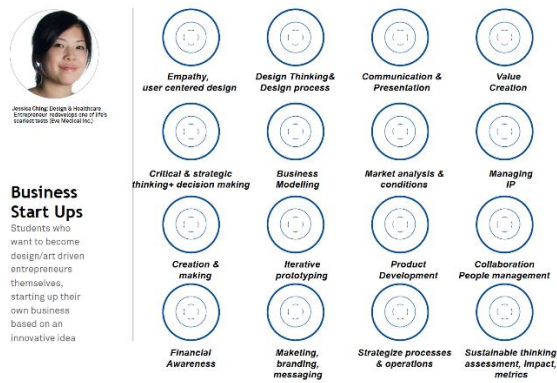 Jessica Ching: Design & Healthcare
Entrepreneur redevelops one of life's
scariest tests (Eve Medical Inc.)
Business
Start Ups
Students who
want to become
design/art driven
entrepreneurs
themselves,
starting up their
own business
based on an
innovative idea
Empathy,
user centered design
Design Thinking&
Design process
Communication &
Presentation
Value
Creation
Critical & strategic
thinking+ decision making
Business
Modelling
Market analysis &
conditions
Managing
IP
Creation &
making
Iterative
prototyping
Product
Development
Collaboration
People management
Financial
Awareness
Maketing,
branding,
messaging
Strategize processes
& operations
Sustainable thinking
assessment, impact,
metrics